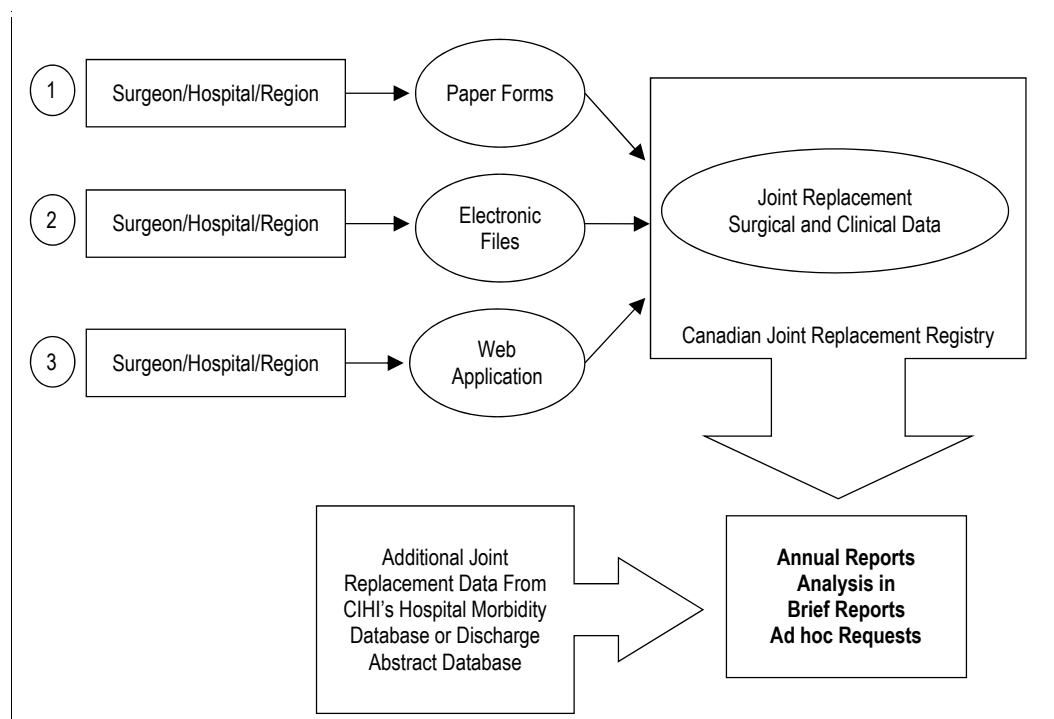 1
Surgeon/Hospital/Region
Paper Forms
2
Surgeon/Hospital/Region
Electronic
Files
3
Surgeon/Hospital/Region
Web
Application
Joint Replacement
Surgical and Clinical Data
Canadian Joint Replacement Registry
Additional Joint
Replacement Data From
CIHI’s Hospital Morbidity
Database or Discharge
Abstract Database
Annual Reports
Analysis in
Brief Reports
Ad hoc Requests